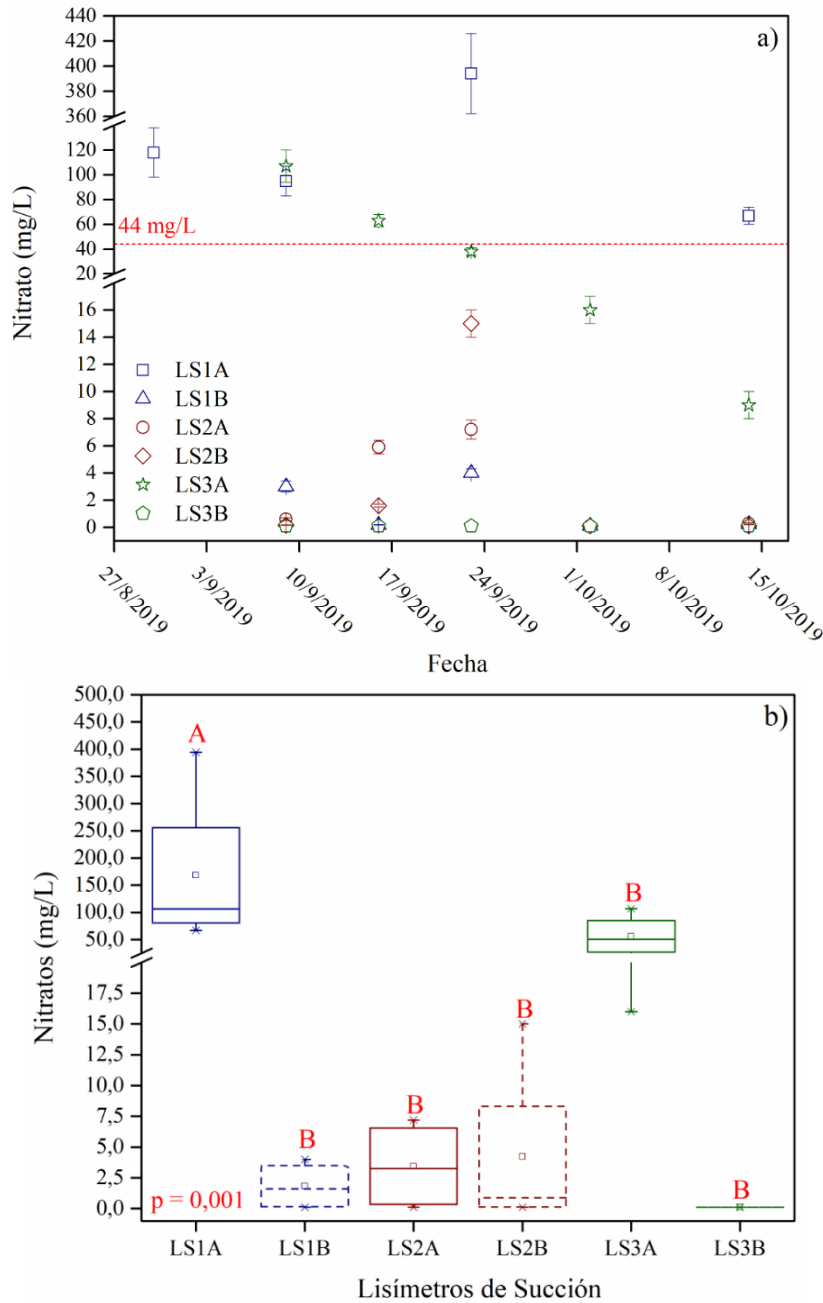 a)
440
420
400
380
360
120
100
80
60
40
20
16
14
12
10
8
6
4
2
0
Nitrato (mg/L)
44 mg/L
LS1A
LS1B
LS2A
LS2B
LS3A
LS3B
27/8/2019 3/9/2019 10/9/2019 17/9/2019 24/9/2019 1/10/2019 8/10/2019 15/10/2019
Fecha
b)
500,0
450,0
400,0
350,0
300,0
250,0
200,0
150,0
100,0
50,0
17,5
15,0
12,5
10,0
7,5
5,0
2,5
0,0
Nitratos (mg/L)
A
B
B
B
B
B
p = 0,001
LS1A LS1B LS2A LS2B LS3A LS3B
Lisímetros de Succión